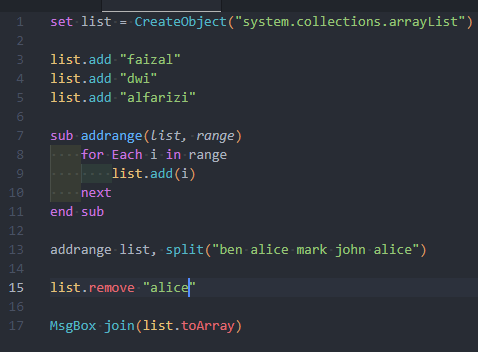 1 set list = CreateObject("system.collections.arrayList")
2
3 list.add "faizal"
4 list.add "dwi"
5 list.add "alfarizi"
6
7 sub addrange(list, range)
8     for Each i in range
9         list.add(i)
10     next
11 end sub
12
13 addrange list, split("ben alice mark john alice")
14
15 list.remove "alice"
16
17 MsgBox join(list.toArray)